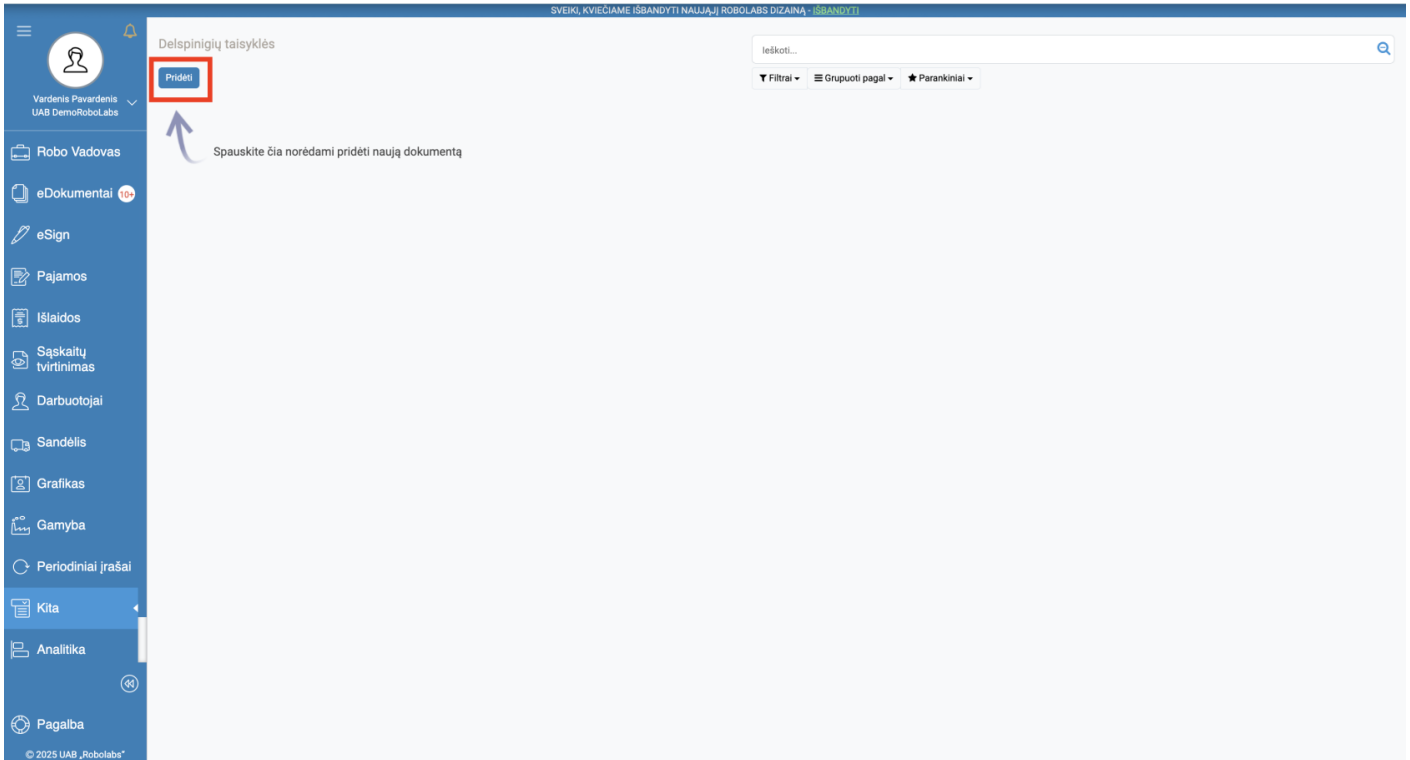 SVEIKI, KVIEČIAME IŠBANDYTI NAUJĄJĮ ROBOLABS DIZAINĄ - IŠBANDYTI
Vardenis Pavardenis
UAB DemoRoboLabs
Robo Vadovas
eDokumentai 10+
eSign
Pajamos
Išlaidos
Sąskaitų
tvirtinimas
Darbuotojai
Sandėlis
Grafikas
Gamyba
Periodiniai įrašai
Kita
Analitika
Pagalba
© 2025 UAB „Robolabs“
Delspinigių taisyklės
Pridėti
Ieškoti...
Filtrai
Grupuoti pagal
Parankiniai
Spauskite čia norėdami pridėti naują dokumentą